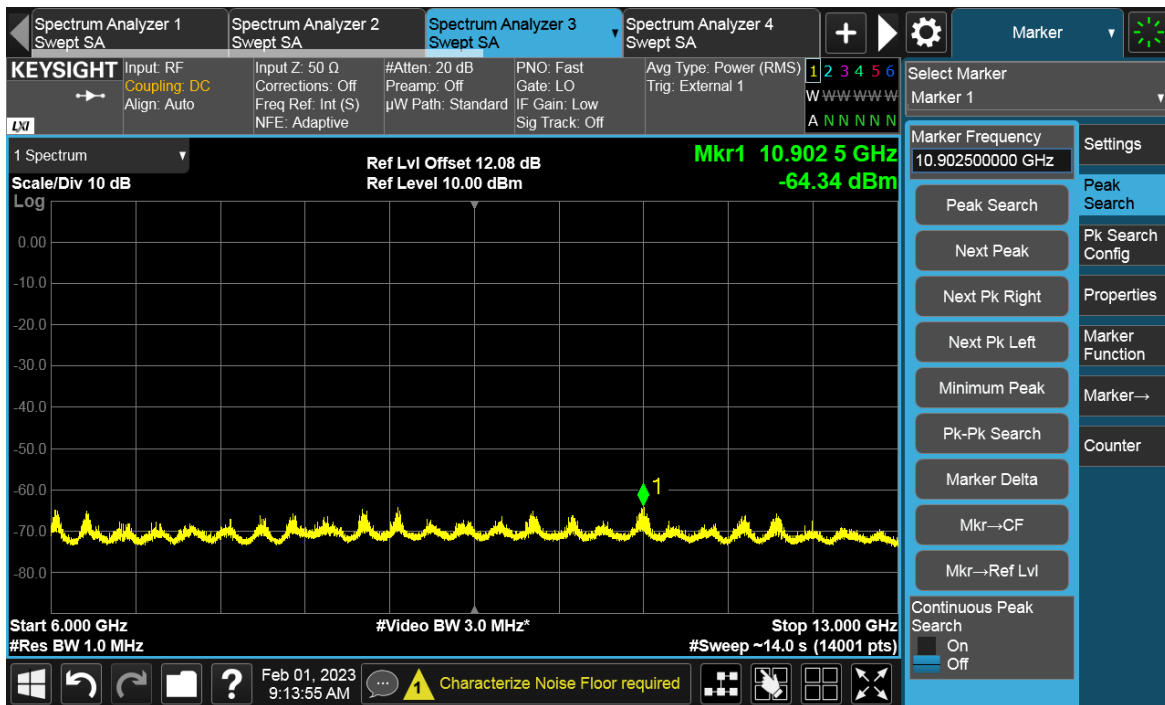 Spectrum Analyzer 1
Swept SA
Spectrum Analyzer 2
Swept SA
Spectrum Analyzer 3
Swept SA
Spectrum Analyzer 4
Swept SA
+
Marker
KEYSIGHT
LXI
Input: RF
Coupling: DC
Align: Auto
Input Z: 50 Ω
Corrections: Off
Freq Ref: Int (S)
NFE: Adaptive
#Atten: 20 dB
Preamp: Off
µW Path: Standard
PNO: Fast
Gate: LO
IF Gain: Low
Sig Track: Off
Avg Type: Power (RMS)
Trig: External 1
1 2 3 4 5 6
W W W W W W
A N N N N N
Select Marker
Marker 1
1 Spectrum
Scale/Div 10 dB
Log
Ref Lvl Offset 12.08 dB
Ref Level 10.00 dBm
Mkr1 10.902 5 GHz
-64.34 dBm
0.00
-10.0
-20.0
-30.0
-40.0
-50.0
-60.0
-70.0
-80.0
1
Start 6.000 GHz
#Res BW 1.0 MHz
#Video BW 3.0 MHz*
Stop 13.000 GHz
#Sweep ~14.0 s (14001 pts)
Marker Frequency
10.902500000 GHz
Peak Search
Next Peak
Next Pk Right
Next Pk Left
Minimum Peak
Pk-Pk Search
Marker Delta
Mkr→CF
Mkr→Ref Lvl
Continuous Peak
Search
On
Off
Settings
Peak
Search
Pk Search
Config
Properties
Marker
Function
Marker→
Counter
?
Feb 01, 2023
9:13:55 AM
1
Characterize Noise Floor required